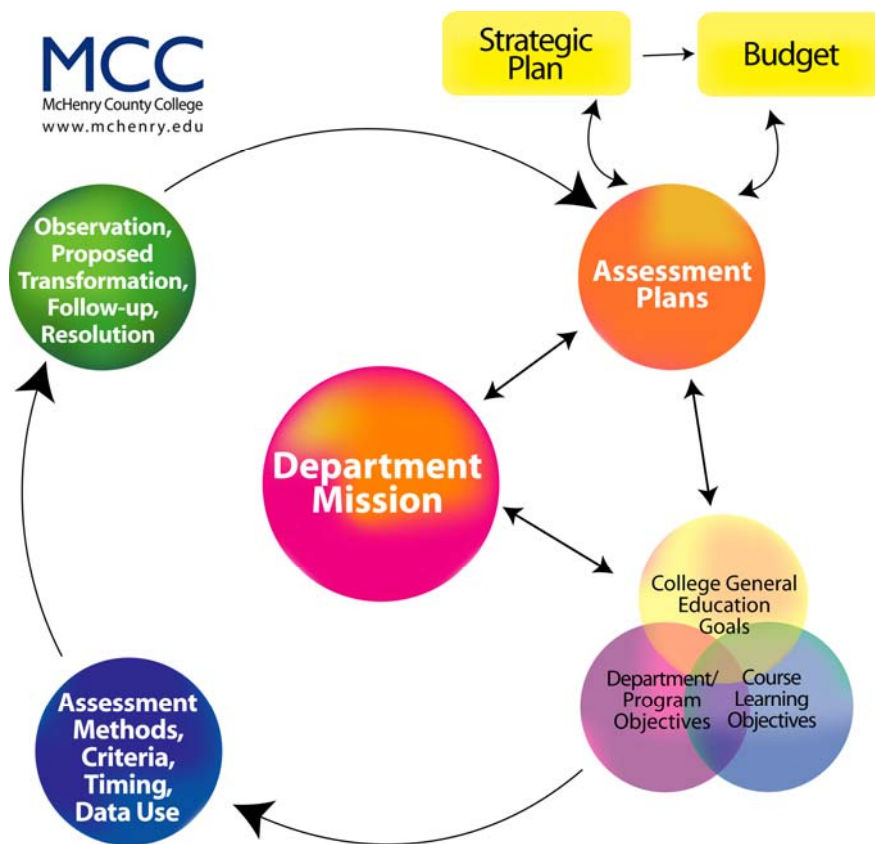 MCC
McHenry County College
www.mchenry.edu
Strategic
Plan
Budget
Observation,
Proposed
Transformation,
Follow-up,
Resolution
Assessment
Plans
Department
Mission
College General
Education
Goals
Department/
Program
Objectives
Course
Learning
Objectives
Assessment
Methods,
Criteria,
Timing,
Data Use